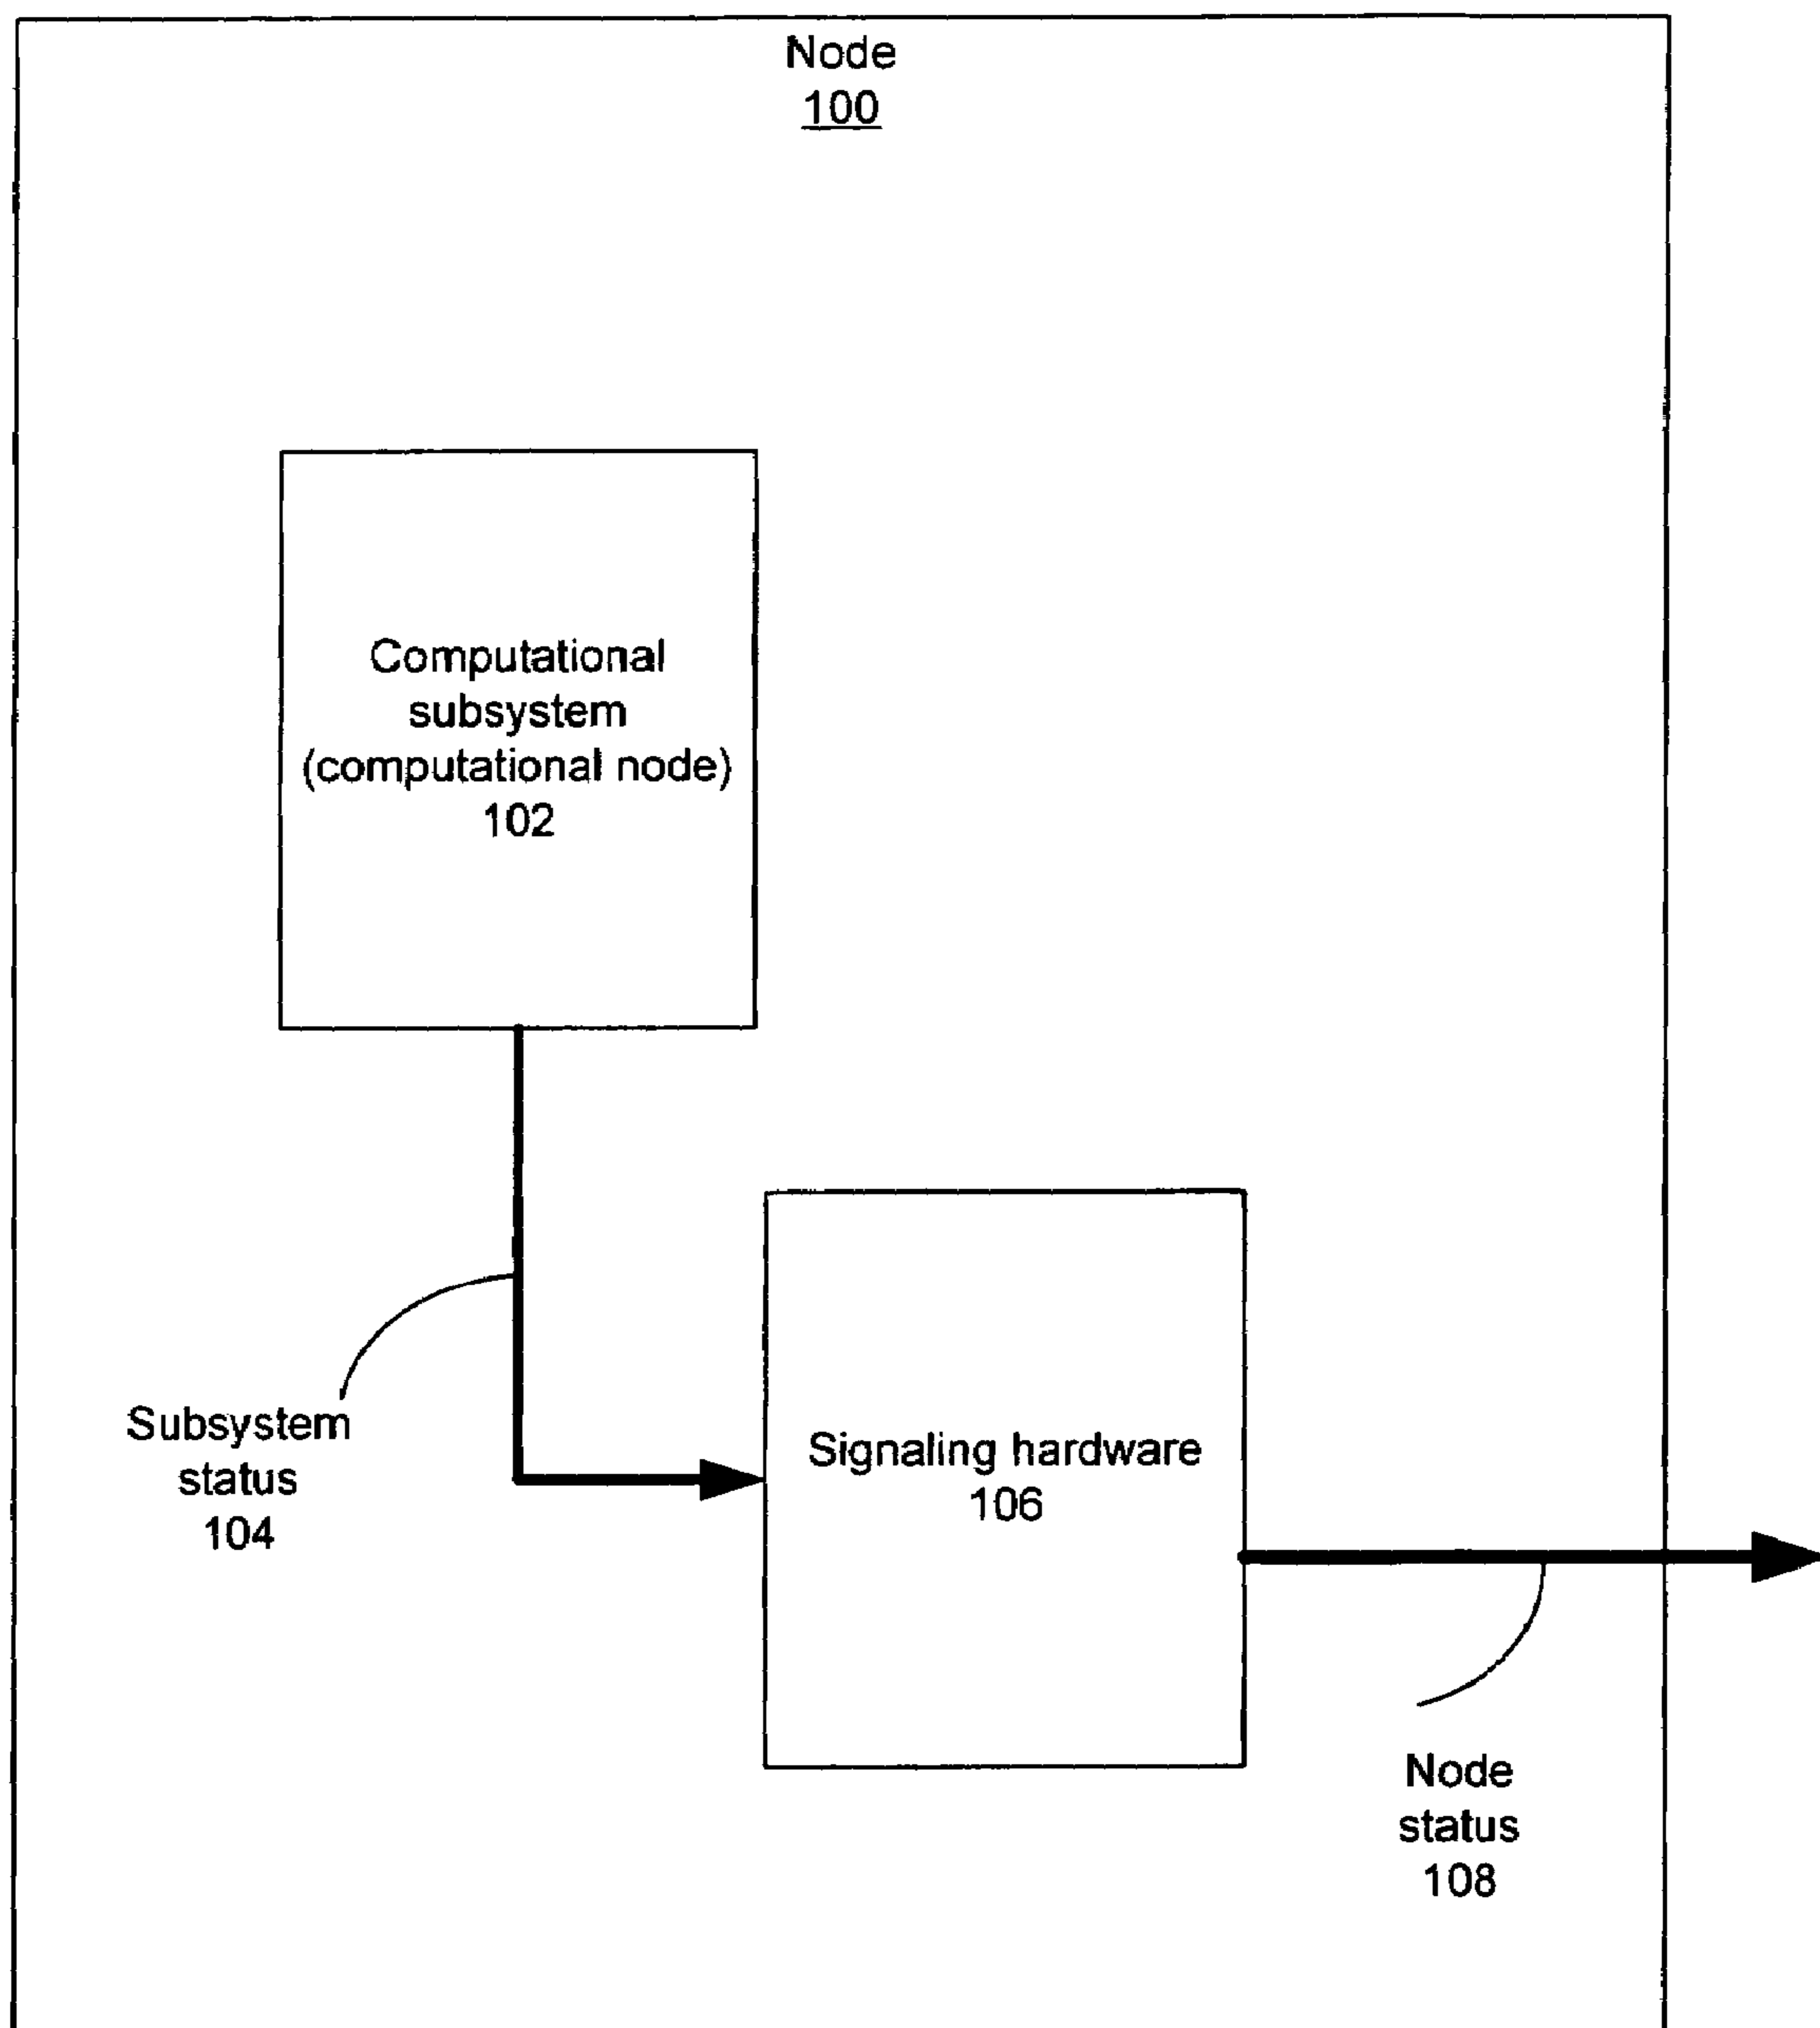 Node
100
Computational
subsystem
(computational node)
102
Subsystem
status
104
Signaling hardware
106
Node
status
108